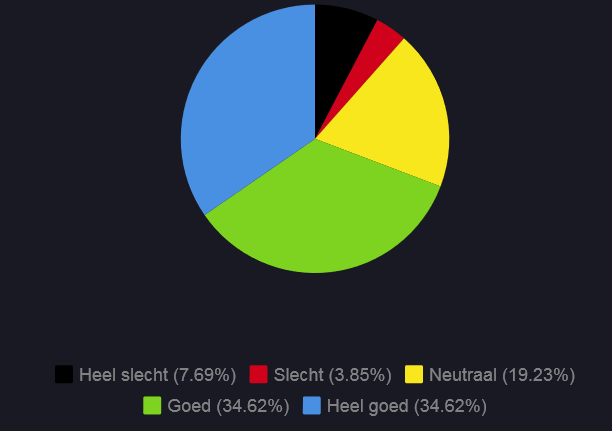 Heel slecht (7.69%) Slecht (3.85%) Neutraal (19.23%)
Goed (34.62%) Heel goed (34.62%)